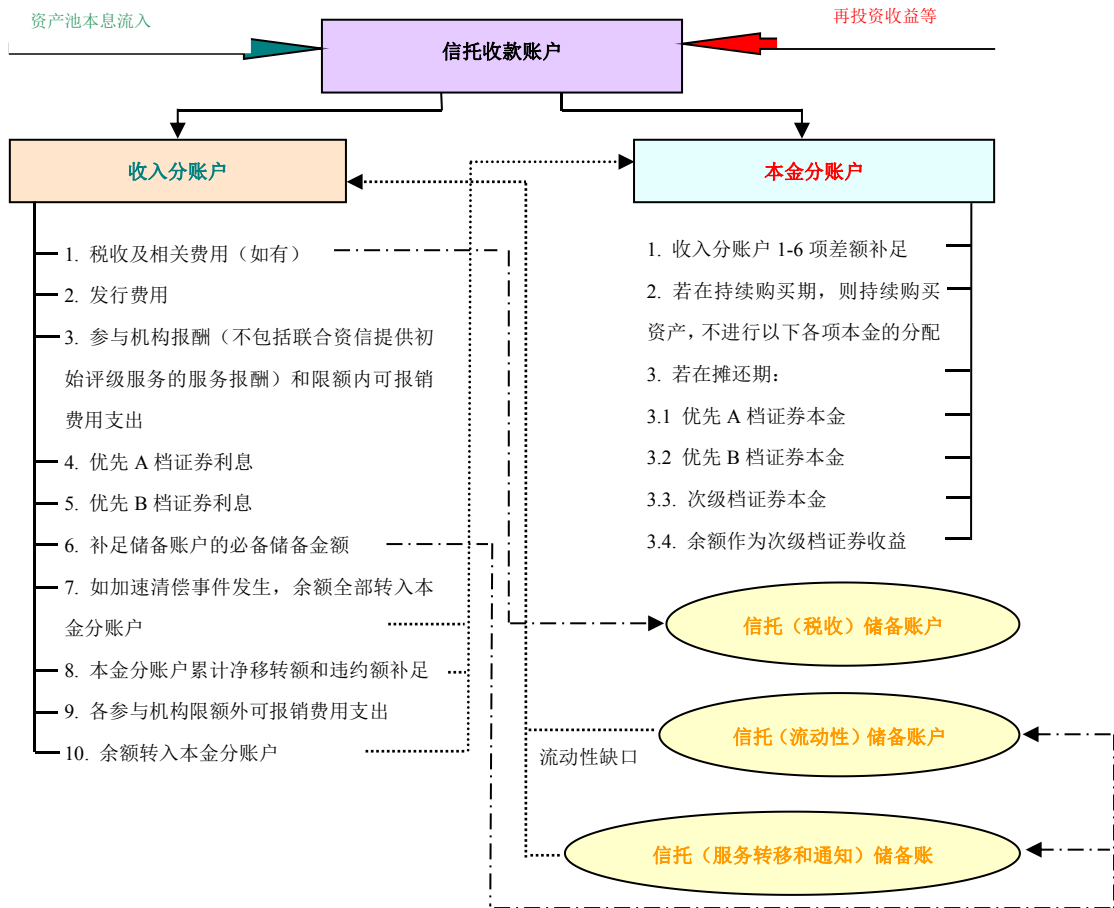 资产池本息流入
再投资收益等
信托收款账户
收入分账户
本金分账户
1. 税收及相关费用（如有）
2. 发行费用
3. 参与机构报酬（不包括联合资信提供初
始评级服务的服务报酬）和限额内可报销
费用支出
4. 优先 A 档证券利息
5. 优先 B 档证券利息
6. 补足储备账户的必备储备金额
7. 如加速清偿事件发生，余额全部转入本
金分账户
8. 本金分账户累计净移转额和违约额补足
9. 各参与机构限额外可报销费用支出
10. 余额转入本金分账户
1. 收入分账户 1-6 项差额补足
2. 若在持续购买期，则持续购买
资产，不进行以下各项本金的分配
3. 若在摊还期：
3.1 优先 A 档证券本金
3.2 优先 B 档证券本金
3.3. 次级档证券本金
3.4. 余额作为次级档证券收益
信托（税收）储备账户
信托（流动性）储备账户
流动性缺口
信托（服务转移和通知）储备账